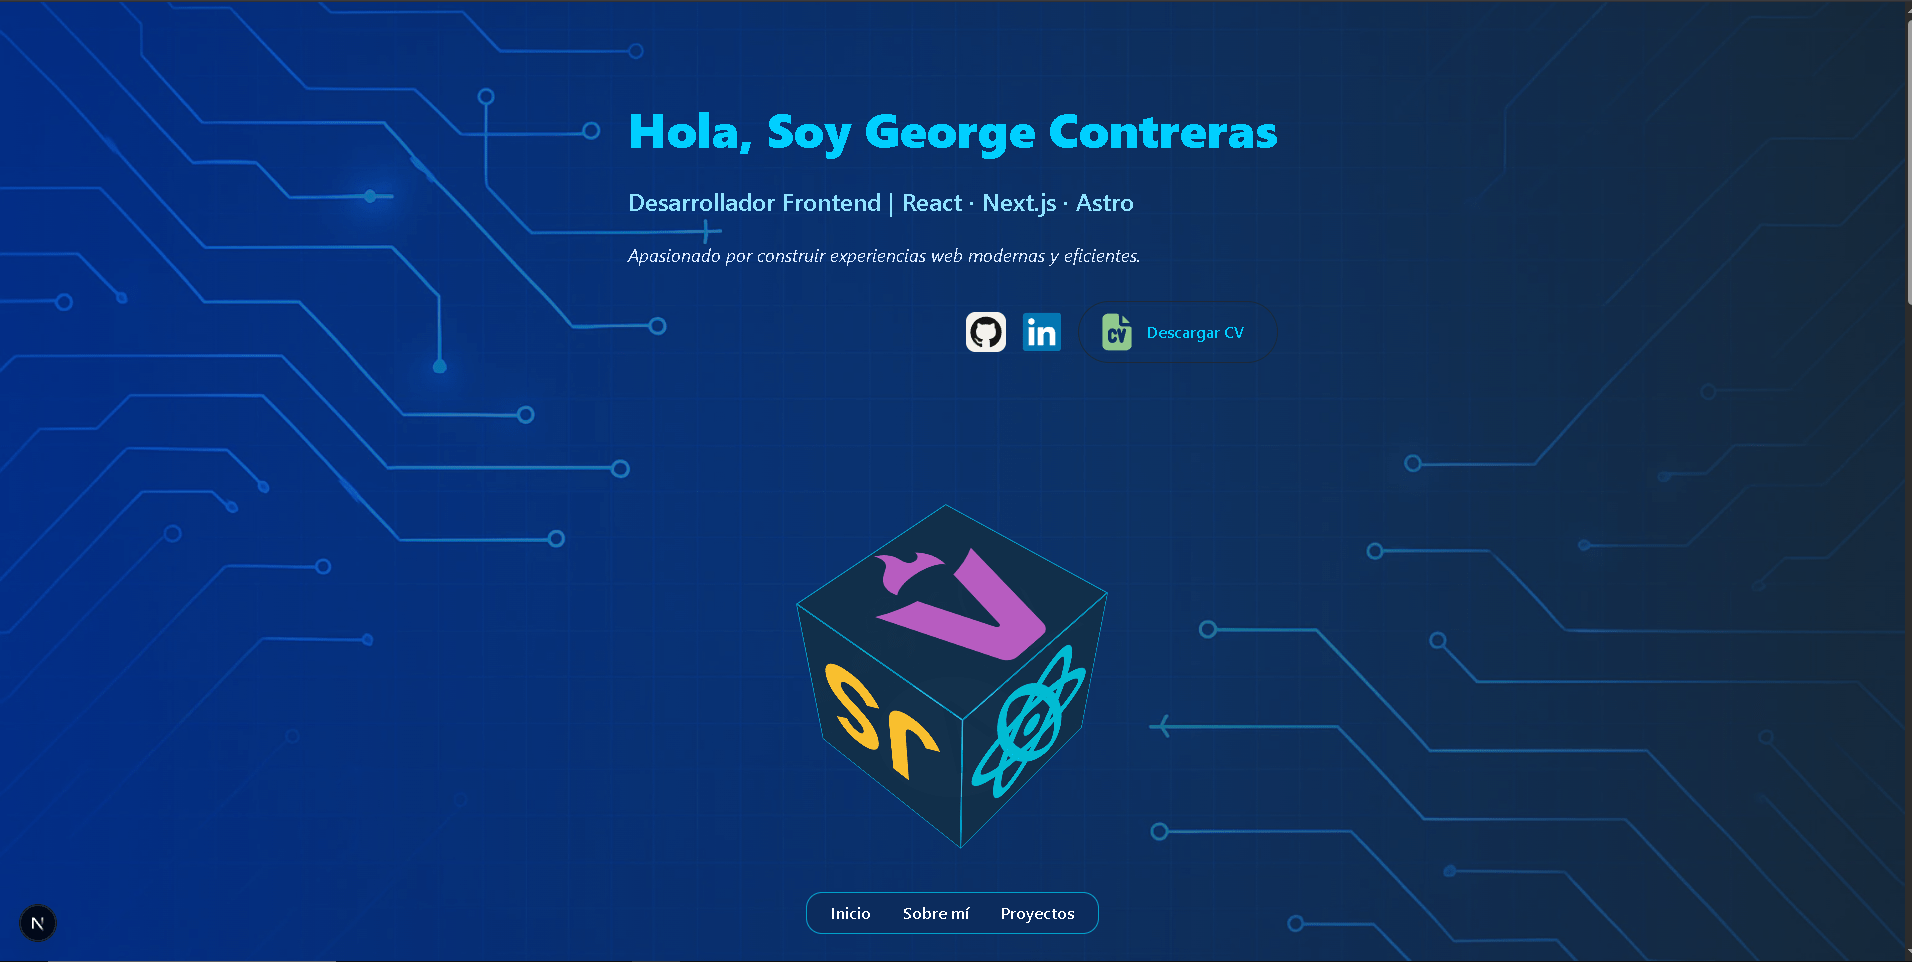 Hola, Soy George Contreras
Desarrollador Frontend | React · Next.js · Astro
Apasionado por construir experiencias web modernas y eficientes.
in
CV Descargar CV
Inicio Sobre mí Proyectos
N